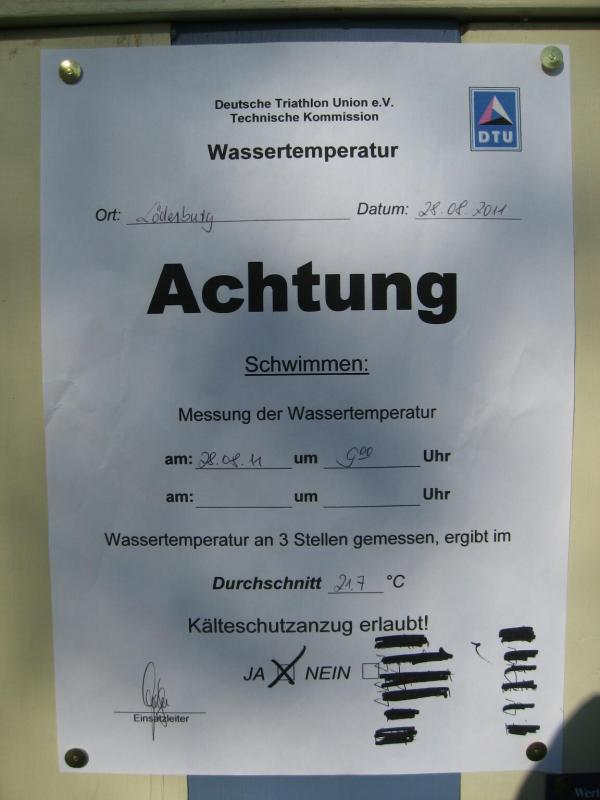 Deutsche Triathlon Union e.V.
Technische Kommission
DTU
Wassertemperatur
Ort: Löderburg Datum: 28.08.2011
Achtung
Schwimmen:
Messung der Wassertemperatur
am: 28.08.11 um 9⁰⁰ Uhr
am: um Uhr
Wassertemperatur an 3 Stellen gemessen, ergibt im
Durchschnitt 21.7 °C
Kälteschutzanzug erlaubt!
JA NEIN
Einsatzleiter
Wert